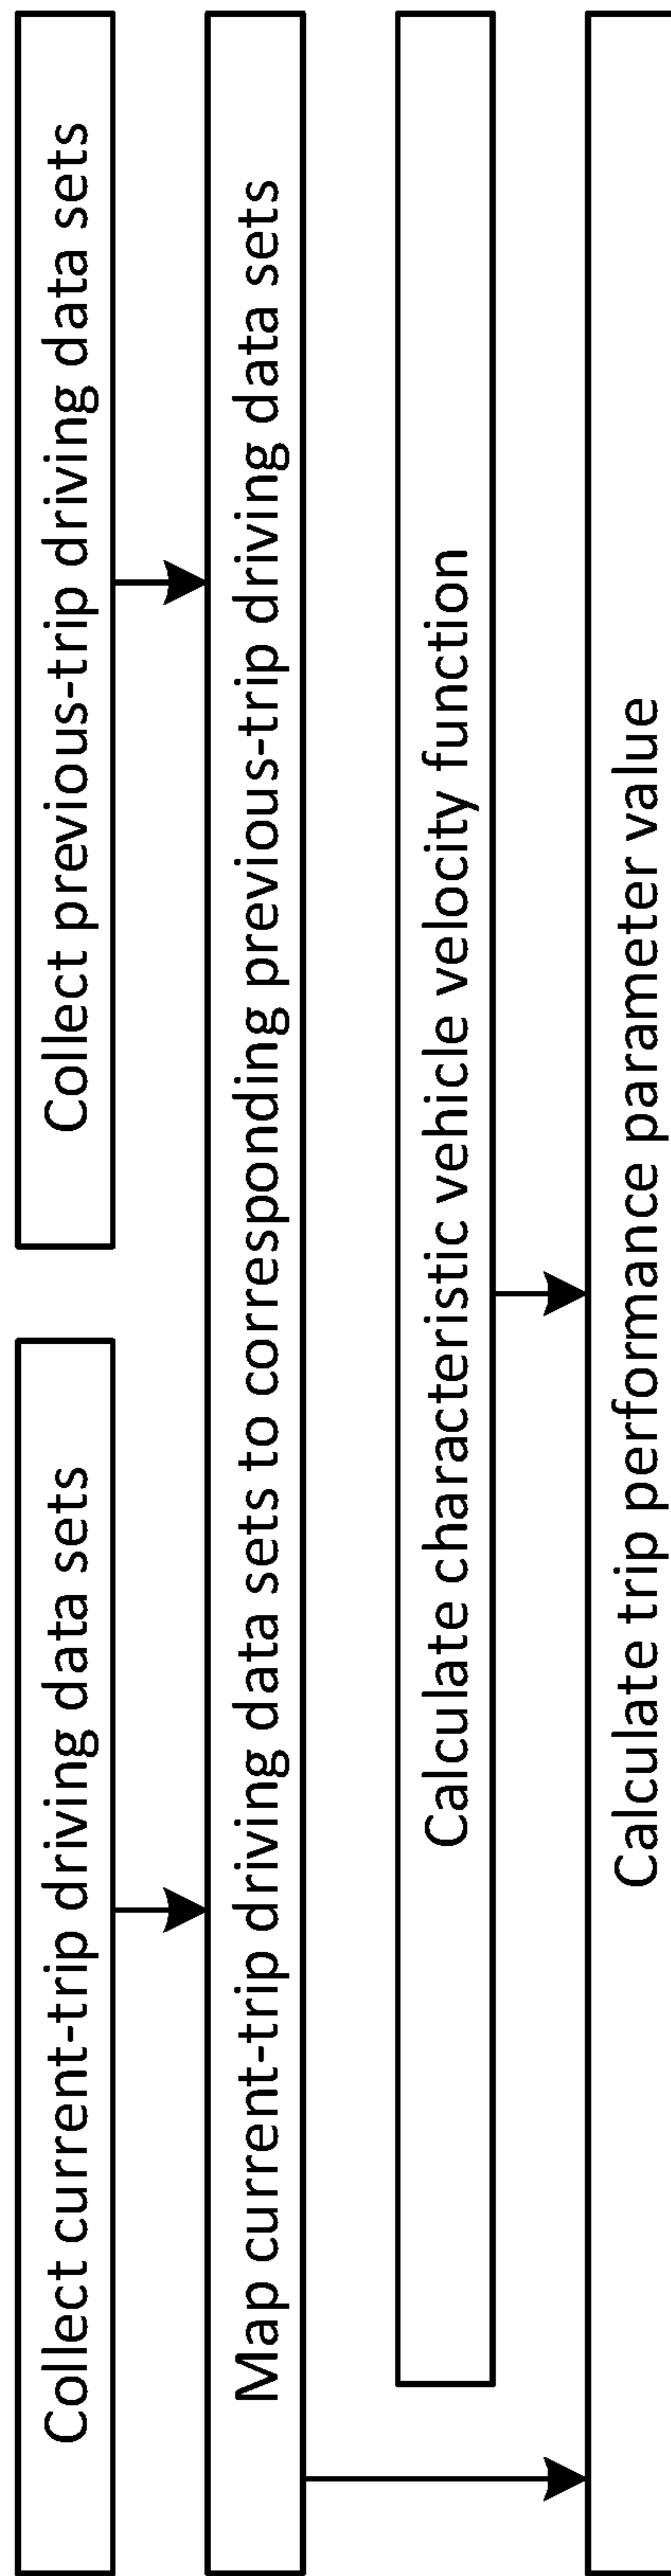 Collect current-trip driving data sets
Collect previous-trip driving data sets
Map current-trip driving data sets to corresponding previous-trip driving data sets
Calculate characteristic vehicle velocity function
Calculate trip performance parameter value